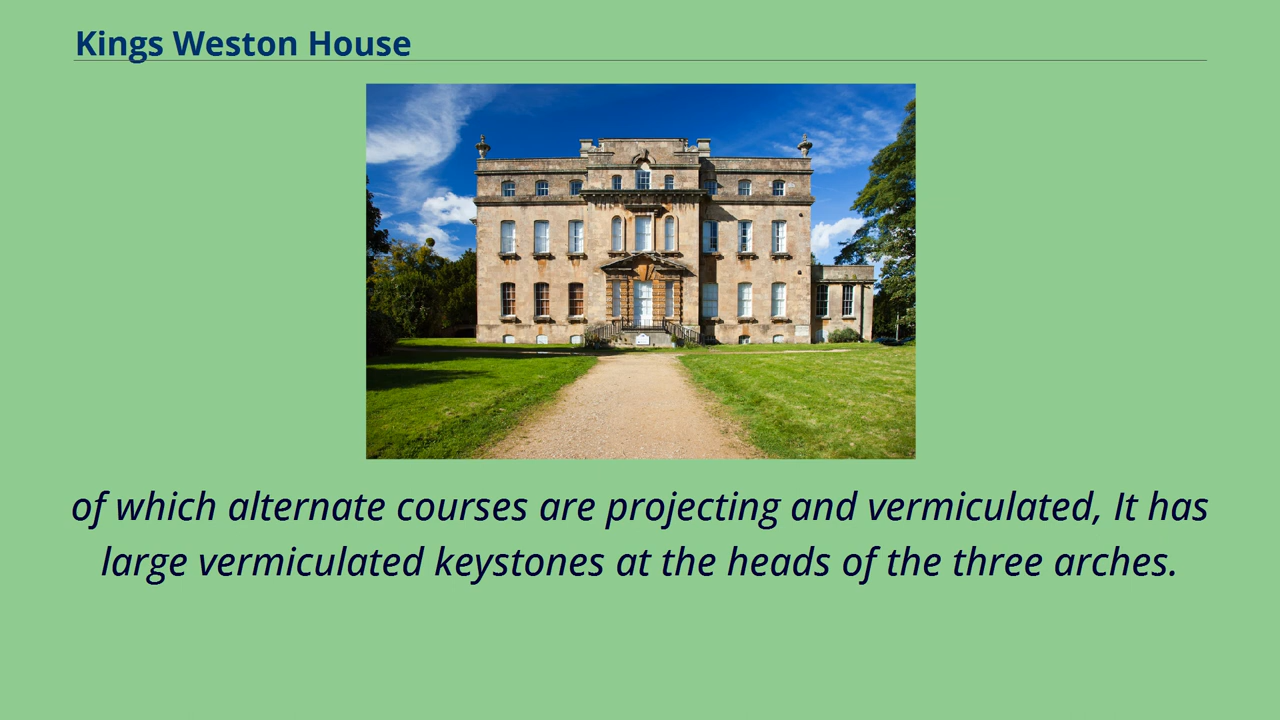 Kings Weston House
of which alternate courses are projecting and vermiculated, It has
large vermiculated keystones at the heads of the three arches.